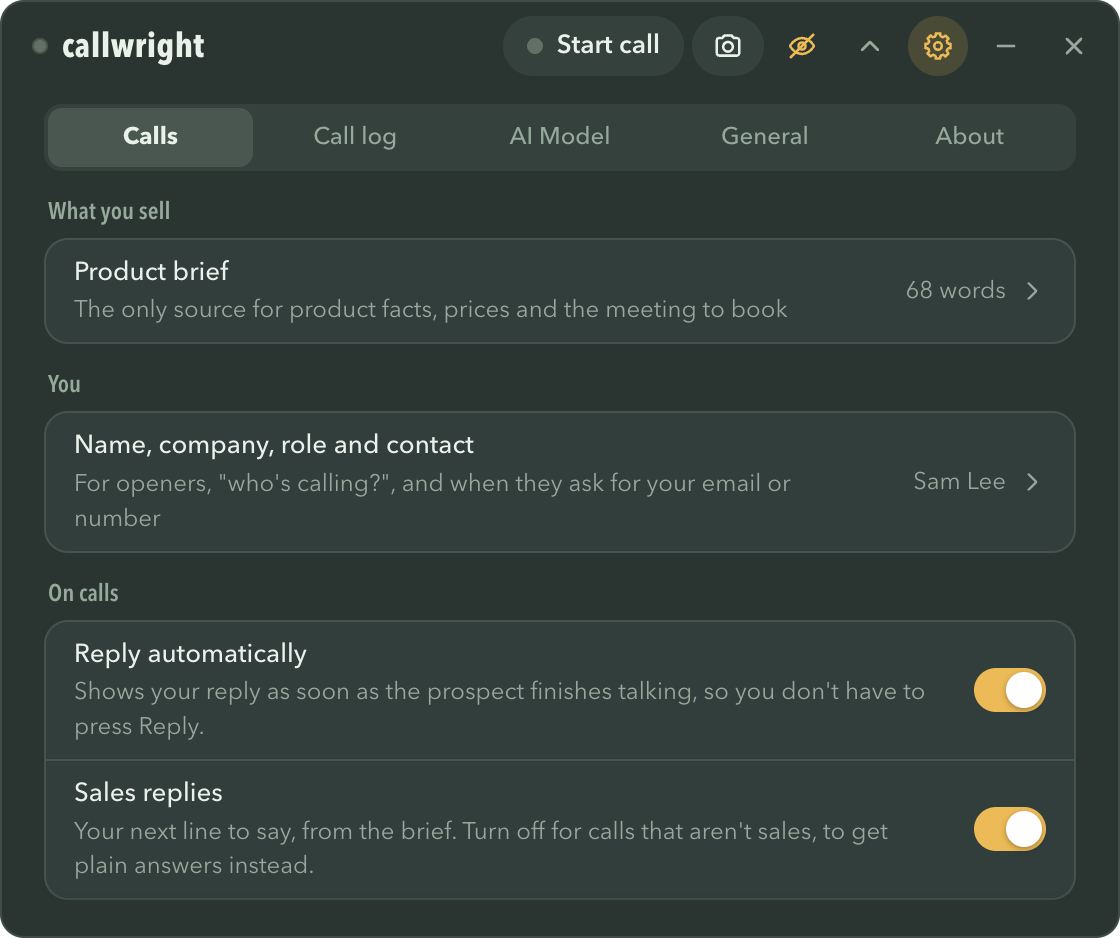 callwright
Start call
Calls
Call log
AI Model
General
About
What you sell
Product brief
The only source for product facts, prices and the meeting to book
68 words
You
Name, company, role and contact
For openers, "who's calling?", and when they ask for your email or
number
Sam Lee
On calls
Reply automatically
Shows your reply as soon as the prospect finishes talking, so you don't have to
press Reply.
Sales replies
Your next line to say, from the brief. Turn off for calls that aren't sales, to get
plain answers instead.